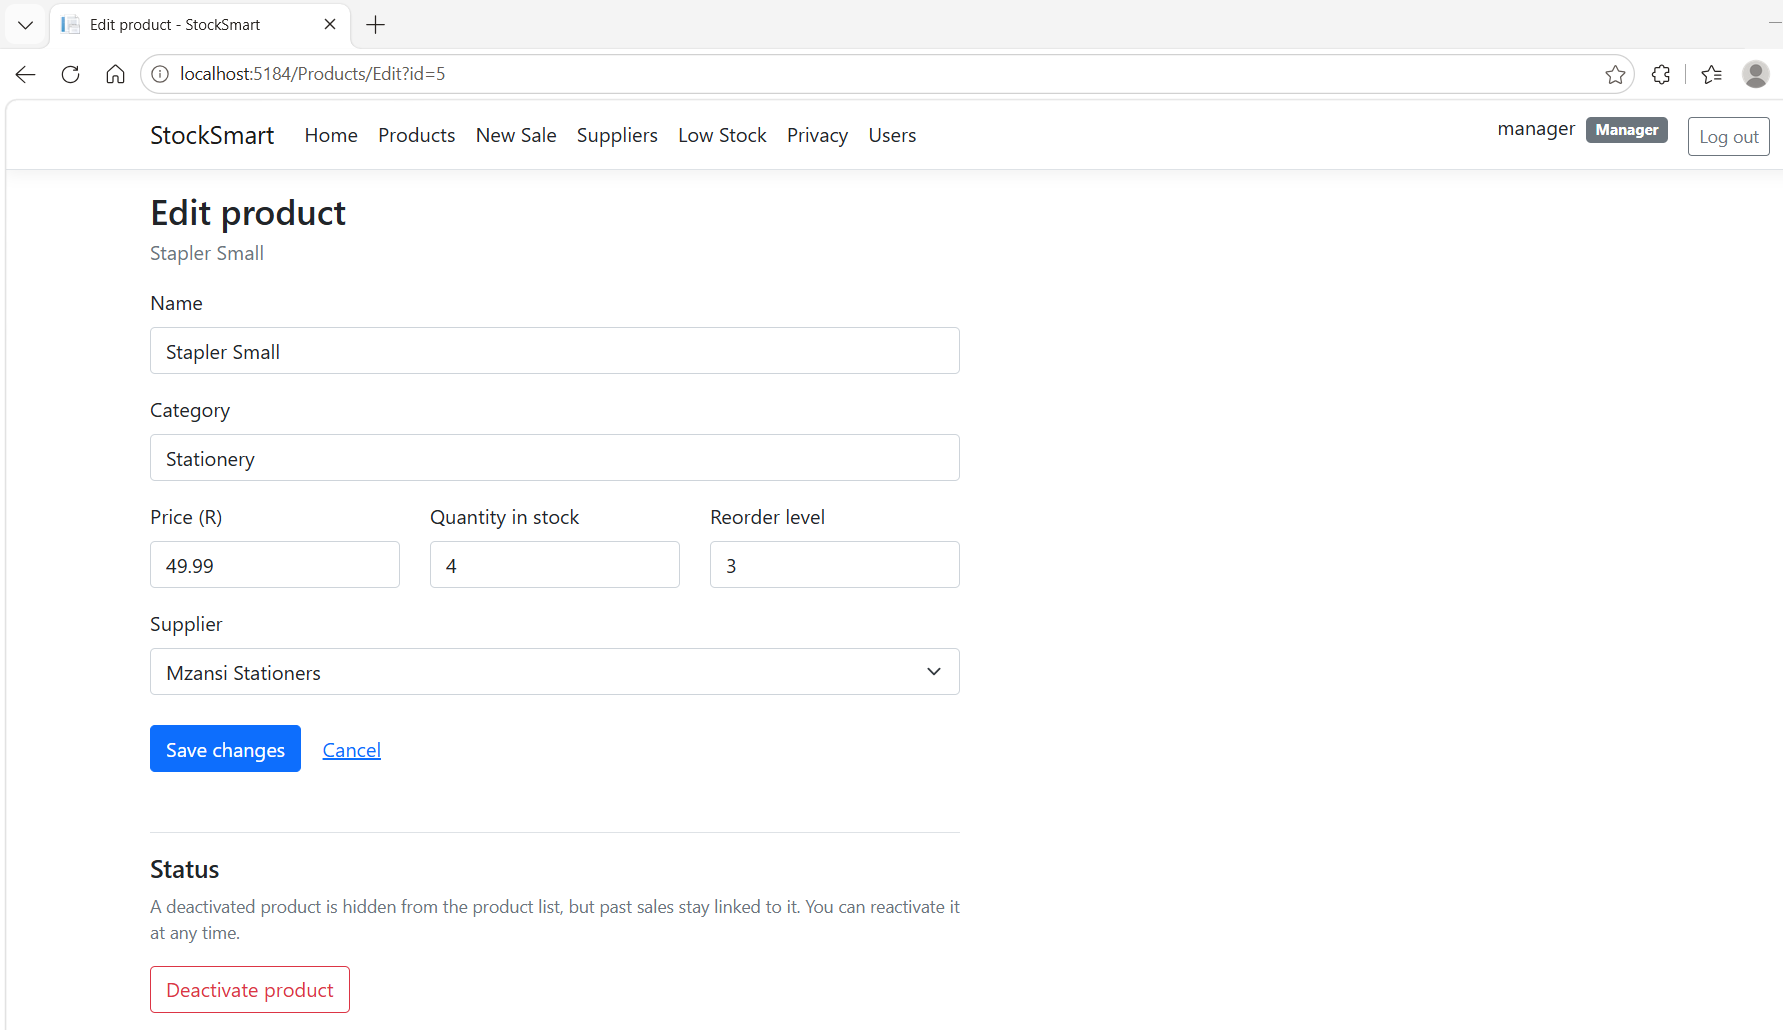 Edit product - StockSmart
localhost:5184/Products/Edit?id=5
StockSmart Home Products New Sale Suppliers Low Stock Privacy Users manager Manager Log out
Edit product
Stapler Small
Name
Stapler Small
Category
Stationery
Price (R) Quantity in stock Reorder level
49.99 4 3
Supplier
Mzansi Stationers
Save changes Cancel
Status
A deactivated product is hidden from the product list, but past sales stay linked to it. You can reactivate it
at any time.
Deactivate product